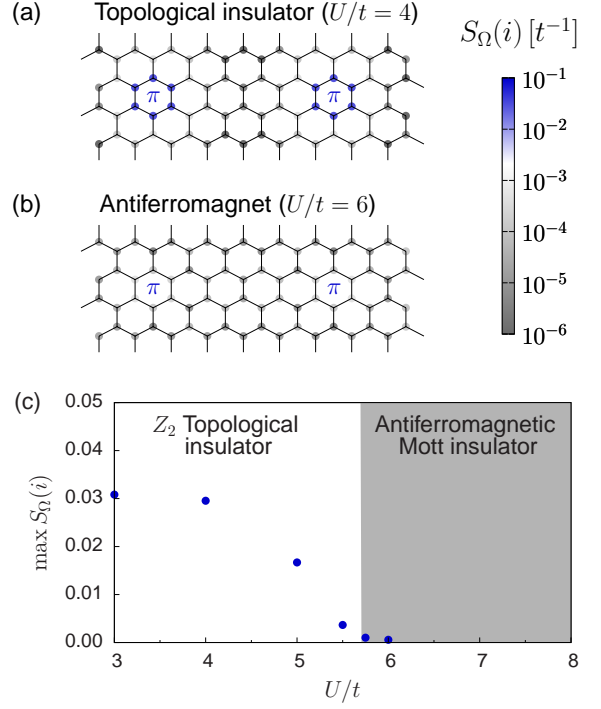 (a) Topological insulator (U/t = 4)
π π
(b) Antiferromagnet (U/t = 6)
π π
S_Ω(i) [t⁻¹]
10⁻¹
10⁻²
10⁻³
10⁻⁴
10⁻⁵
10⁻⁶
(c)
Z₂ Topological
insulator
Antiferromagnetic
Mott insulator
max S_Ω(i)
0.05
0.04
0.03
0.02
0.01
0.00
3 4 5 6 7 8
U/t